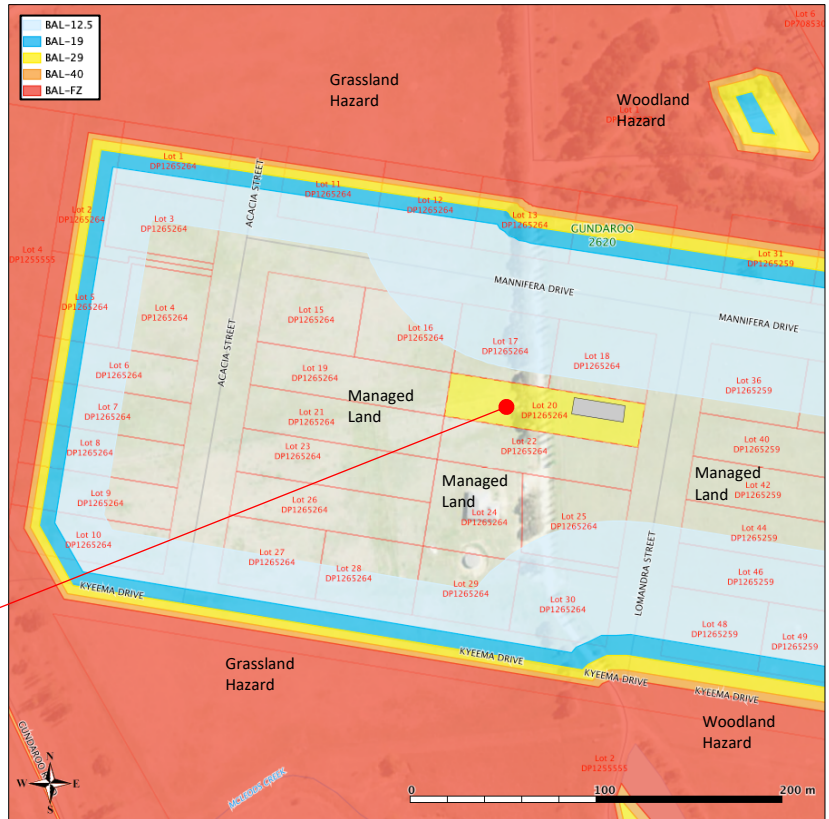 BAL-12.5
BAL-19
BAL-29
BAL-40
BAL-FZ
Grassland
Hazard
Woodland
Hazard
Lot 6
Lot 1
DP1265264
ACACIA STREET
Lot 11
DP1265264
Lot 12
DP1265264
Lot 13
DP1265264
GUNDAROO
2620
Lot 31
DP1265259
Lot 2
DP1265264
Lot 3
DP1265264
Lot 4
DP1255555
Lot 5
DP1265264
Lot 4
DP1265264
MANNIFERA DRIVE
MANNIFERA DRIVE
Lot 15
DP1265264
Lot 16
DP1265264
Lot 17
DP1265264
Lot 18
DP1265264
ACACIA STREET
Lot 6
DP1265264
Lot 19
DP1265264
Lot 36
DP1265259
Managed
Land
Lot 7
DP1265264
Lot 21
DP1265264
Lot 20
DP1265264
Lot 8
DP1265264
Lot 23
DP1265264
Lot 22
DP1265264
Lot 40
DP1265259
Managed
Land
Managed
Land
Lot 42
DP1265259
Lot 9
DP1265264
Lot 26
DP1265264
Lot 24
DP1265264
Lot 25
DP1265264
Lot 44
DP1265259
Lot 10
DP1265264
Lot 27
DP1265264
Lot 28
DP1265264
Lot 29
DP1265264
Lot 30
DP1265264
LOMANDRA STREET
Lot 46
DP1265259
Lot 48
DP1265259
Lot 49
DP1265259
KYEEMA DRIVE
KYEEMA DRIVE
KYEEMA DRIVE
KYEEMA DRIVE
Grassland
Hazard
Woodland
Hazard
Lot 2
DP1255555
MCLEODS CREEK
N
W
E
S
0
100
200 m